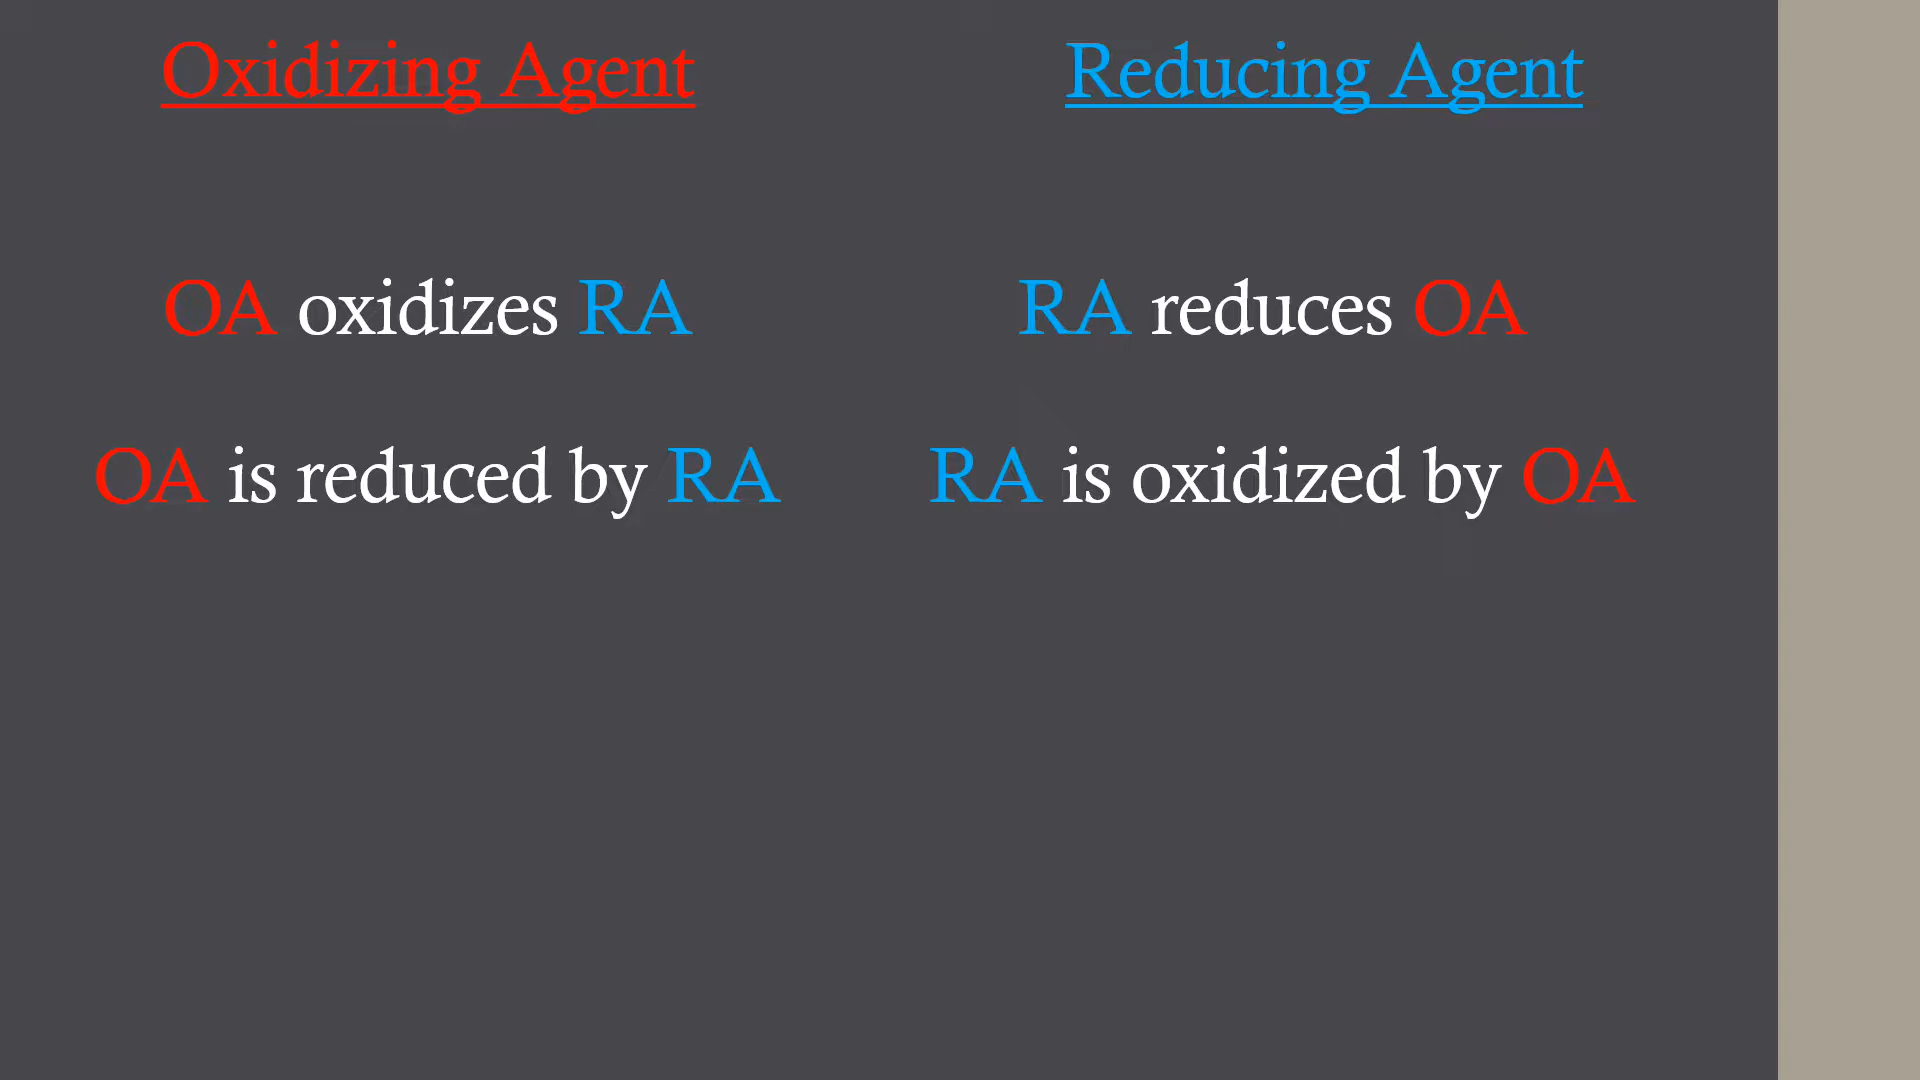 Oxidizing Agent
Reducing Agent
OA oxidizes RA
RA reduces OA
OA is reduced by RA
RA is oxidized by OA